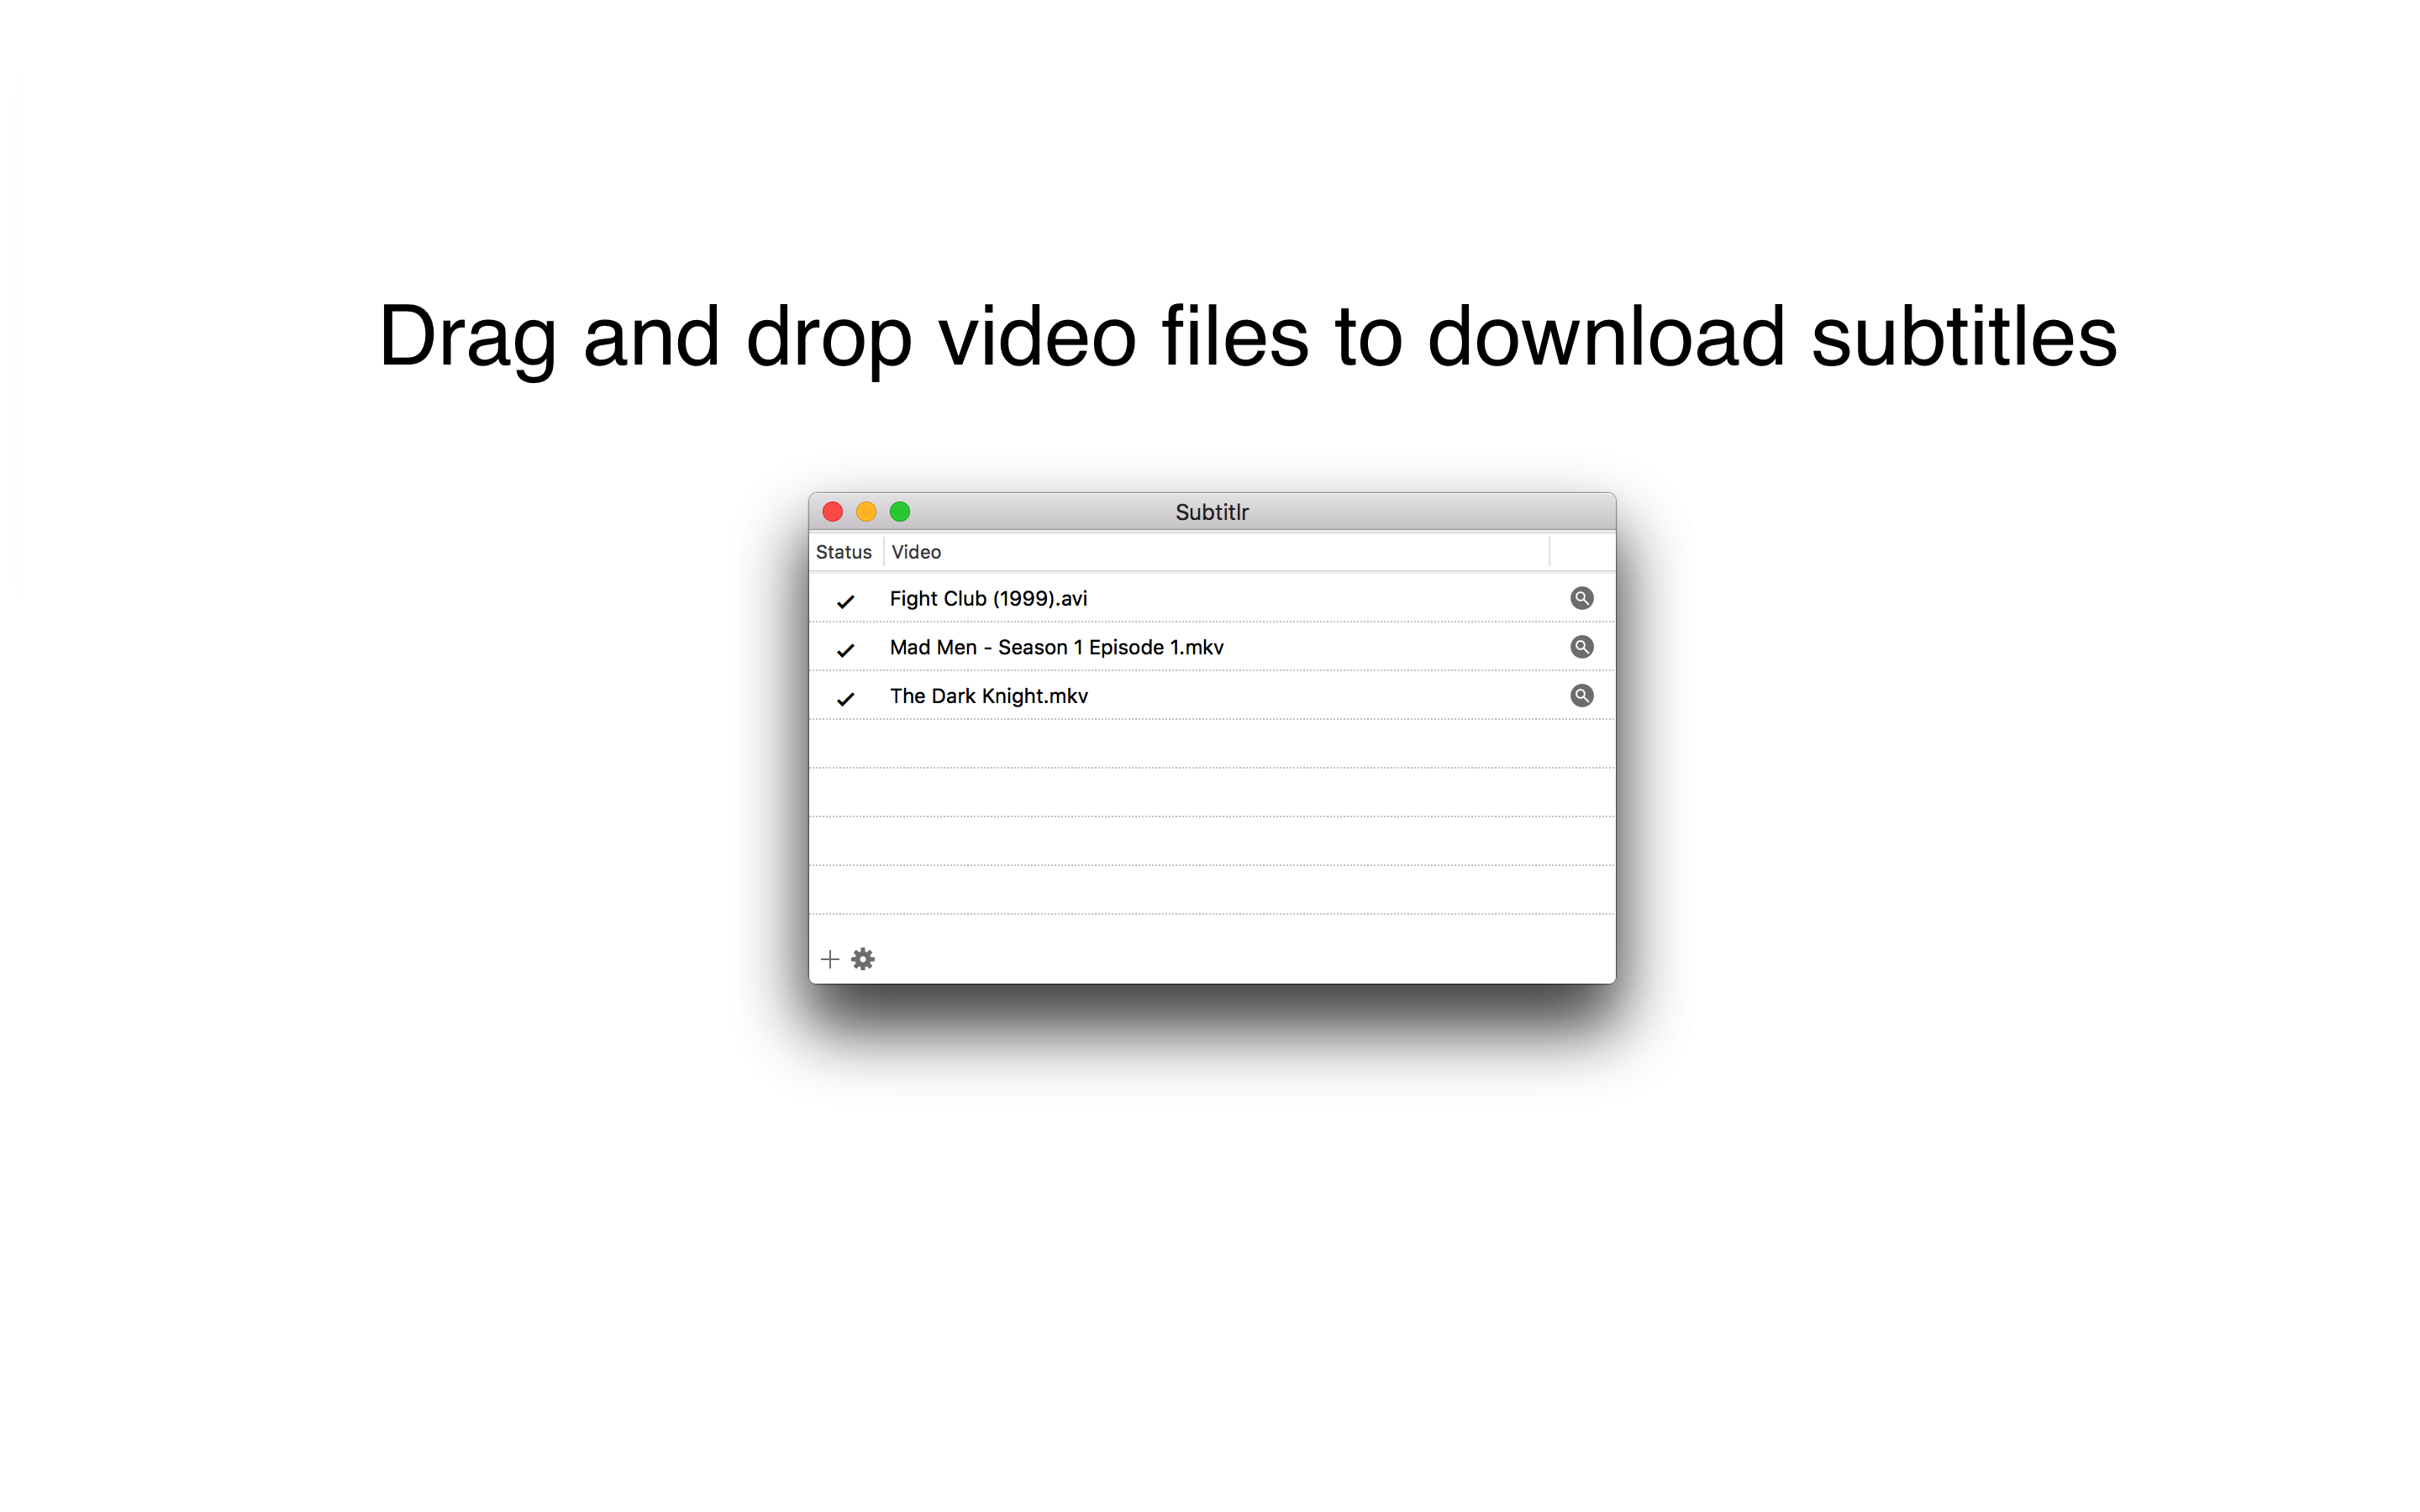 Drag and drop video files to download subtitles
Subtitlr
Status Video
Fight Club (1999).avi
Mad Men - Season 1 Episode 1.mkv
The Dark Knight.mkv